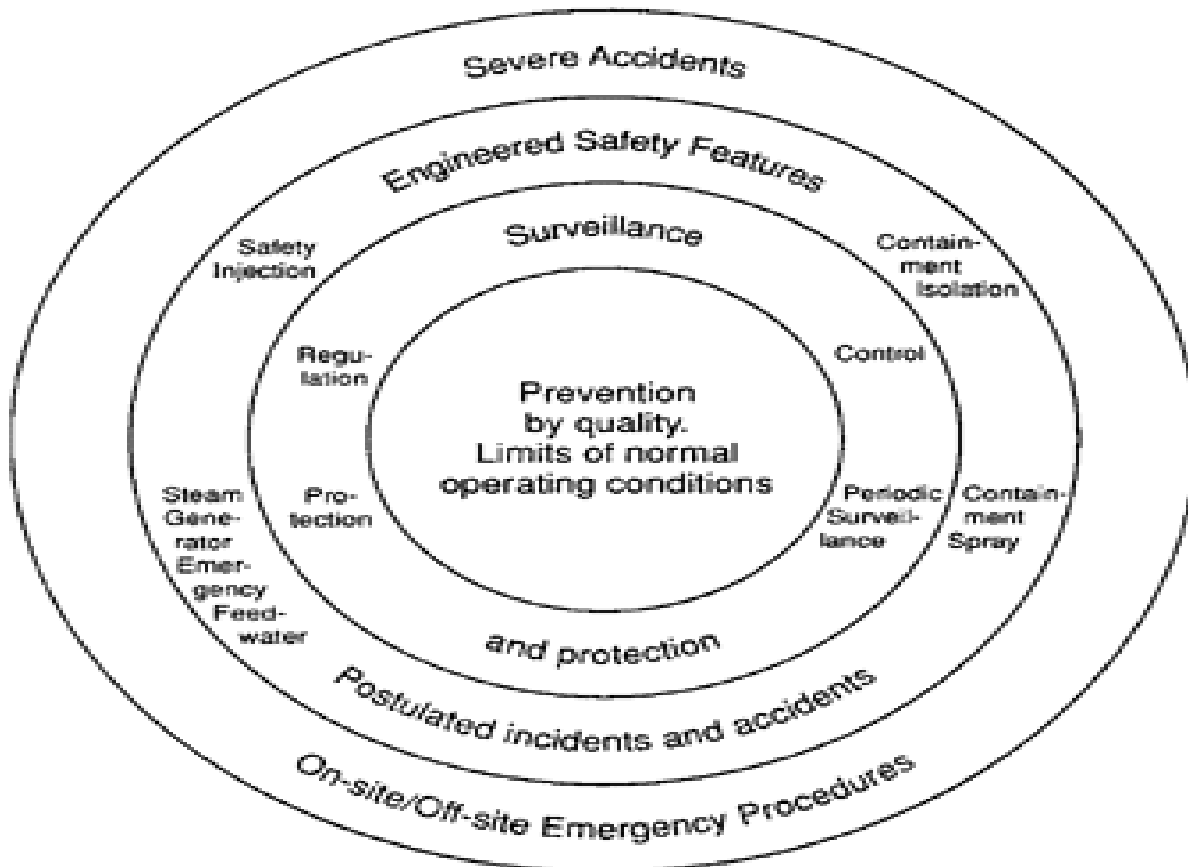 Severe Accidents
Engineered Safety Features
Surveillance
Safety
Injection
Contain-
ment
Isolation
Regu-
lation
Control
Prevention
by quality.
Limits of normal
operating conditions
Steam
Gene-
rator
Emer-
gency
Feed-
water
Pro-
tection
Periodic
Surveil-
lance
Contain-
ment
Spray
and protection
Postulated incidents and accidents
On-site/Off-site Emergency Procedures